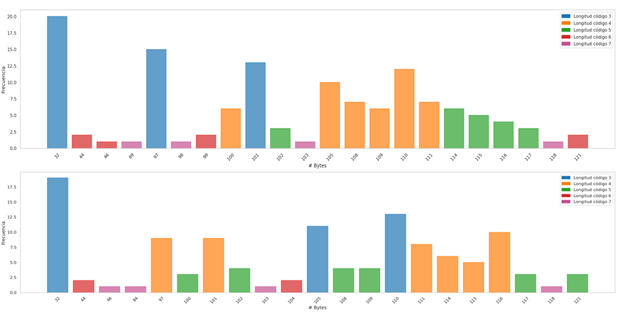 20.0
17.5
15.0
12.5
10.0
7.5
5.0
2.5
0.0
Frecuencia
Longitud código 3
Longitud código 4
Longitud código 5
Longitud código 6
Longitud código 7
32 44 46 69 97 98 99 100 101 102 103 105 108 109 110 111 114 115 116 117 118 121
# Bytes
17.5
15.0
12.5
10.0
7.5
5.0
2.5
0.0
Frecuencia
Longitud código 3
Longitud código 4
Longitud código 5
Longitud código 6
Longitud código 7
32 44 46 84 97 100 101 102 103 104 105 108 109 110 111 114 115 116 117 118 121
# Bytes